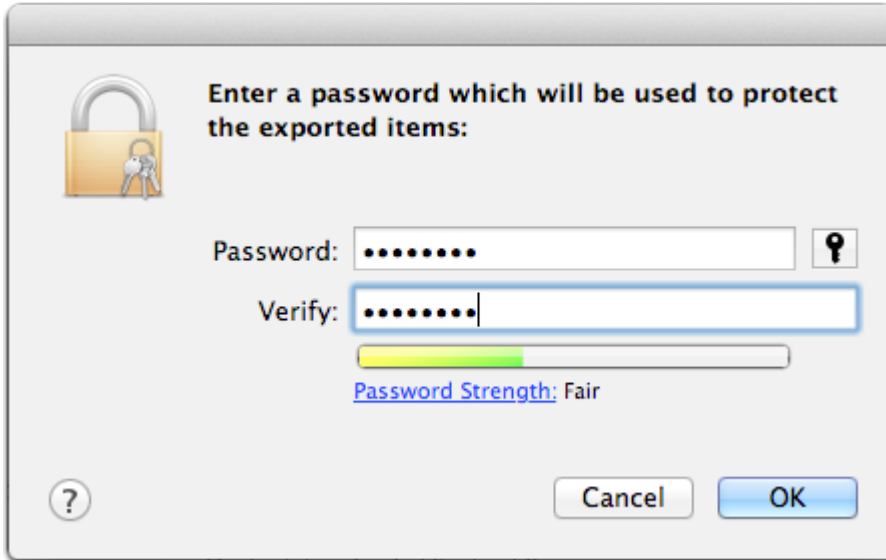 Enter a password which will be used to protect
the exported items:
Password: ••••••••
Verify: ••••••••
Password Strength: Fair
? Cancel OK